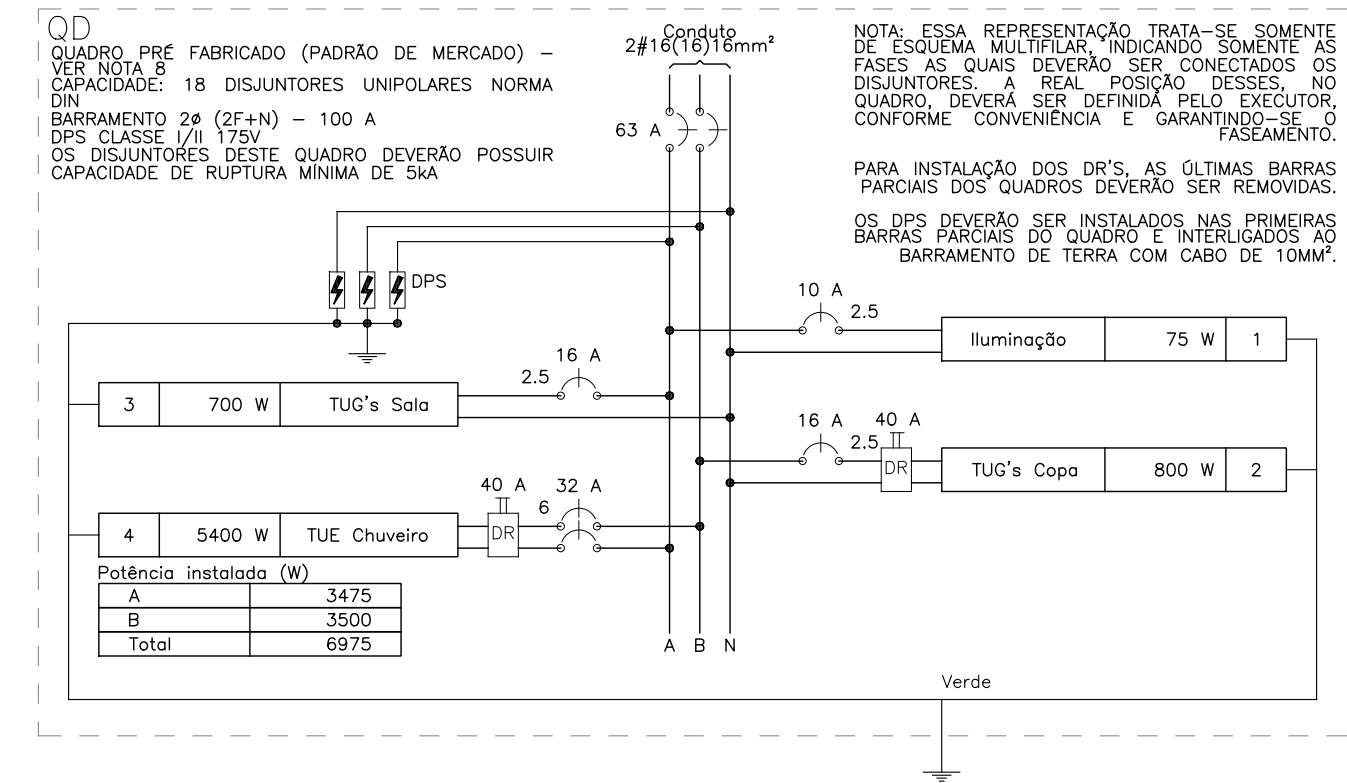 QD
QUADRO PRÉ FABRICADO (PADRÃO DE MERCADO) –
VER NOTA 8
CAPACIDADE: 18 DISJUNTORES UNIPOLARES NORMA
DIN
BARRAMENTO 2ø (2F+N) – 100 A
DPS CLASSE I/II 175V
OS DISJUNTORES DESTE QUADRO DEVERÃO POSSUIR
CAPACIDADE DE RUPTURA MÍNIMA DE 5kA
Conduto
2#16(16)16mm²
63 A
NOTA: ESSA REPRESENTAÇÃO TRATA–SE SOMENTE
DE ESQUEMA MULTIFILAR, INDICANDO SOMENTE AS
FASES AS QUAIS DEVERÃO SER CONECTADOS OS
DISJUNTORES. A REAL POSIÇÃO DESSES, NO
QUADRO, DEVERÁ SER DEFINIDA PELO EXECUTOR,
CONFORME CONVENIÊNCIA E GARANTINDO–SE O
FASEAMENTO.
PARA INSTALAÇÃO DOS DR'S, AS ÚLTIMAS BARRAS
PARCIAIS DOS QUADROS DEVERÃO SER REMOVIDAS.
OS DPS DEVERÃO SER INSTALADOS NAS PRIMEIRAS
BARRAS PARCIAIS DO QUADRO E INTERLIGADOS AO
BARRAMENTO DE TERRA COM CABO DE 10MM².
DPS
10 A
2.5
Iluminação 75 W 1
16 A
2.5
3 700 W TUG's Sala
16 A 40 A
2.5
DR
TUG's Copa 800 W 2
40 A 32 A
6
4 5400 W TUE Chuveiro DR
Potência instalada (W)
A 3475
B 3500
Total 6975
A B N
Verde